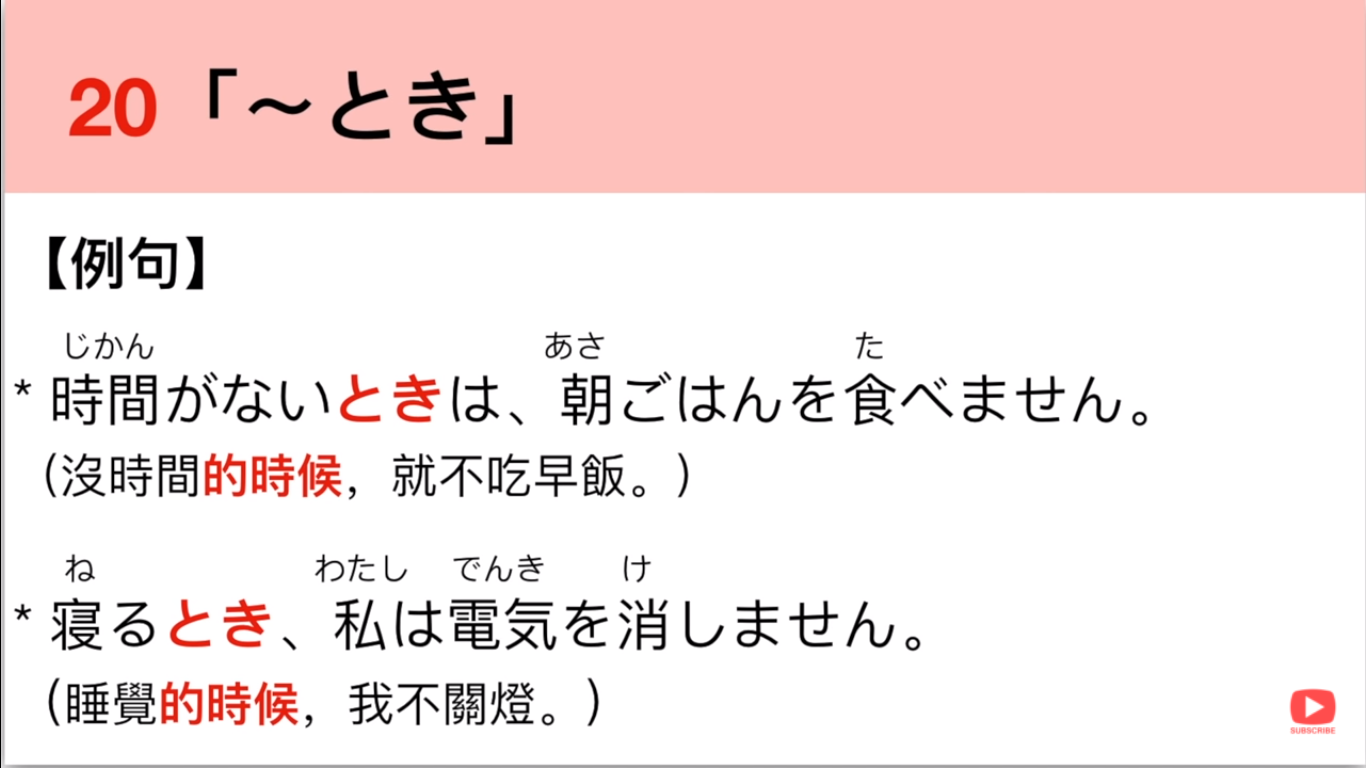 20「～とき」
【例句】
じかん あさ た
* 時間がないときは、朝ごはんを食べません。
（沒時間的時候，就不吃早飯。）
ね わたし でんき け
* 寝るとき、私は電気を消しません。
（睡覺的時候，我不關燈。）
SUBSCRIBE